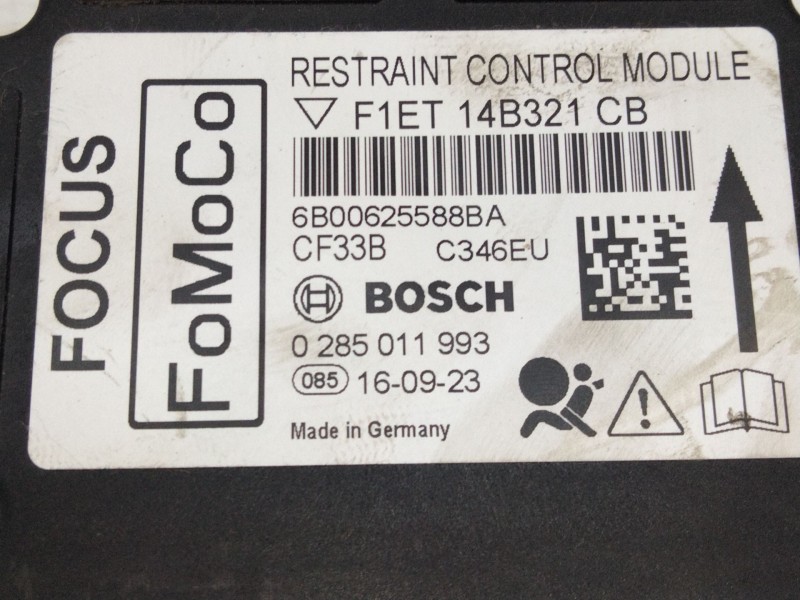 FOCUS
FoMoCo
RESTRAINT CONTROL MODULE
F1ET 14B321 CB
6B00625588BA
CF33B C346EU
BOSCH
0 285 011 993
085 16-09-23
Made in Germany